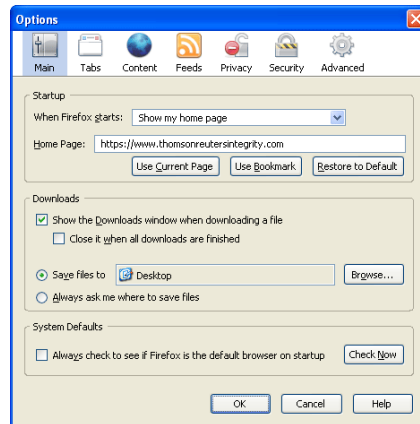 Options
Main Tabs Content Feeds Privacy Security Advanced
Startup
When Firefox starts: Show my home page
Home Page: https://www.thomsonreutersintegrity.com
Use Current Page Use Bookmark Restore to Default
Downloads
Show the Downloads window when downloading a file
Close it when all downloads are finished
Save files to Desktop Browse...
Always ask me where to save files
System Defaults
Always check to see if Firefox is the default browser on startup Check Now
OK Cancel Help